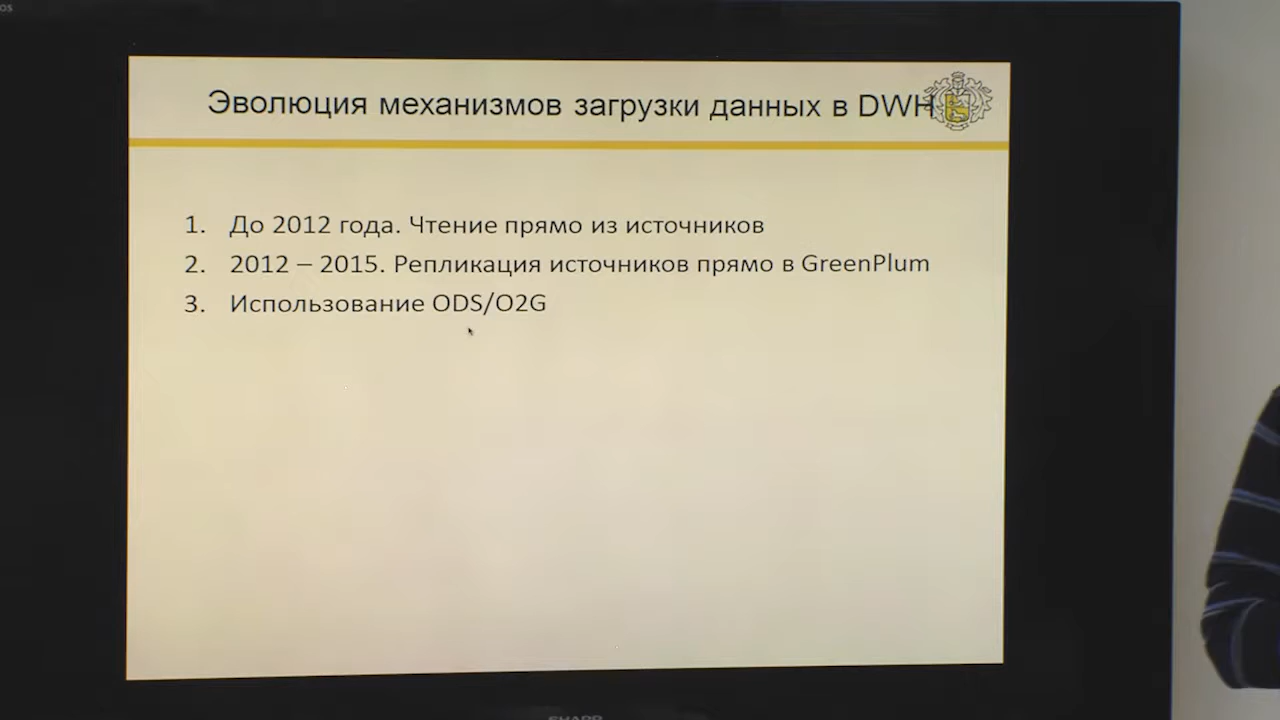 Эволюция механизмов загрузки данных в DWH
1. До 2012 года. Чтение прямо из источников
2. 2012 – 2015. Репликация источников прямо в GreenPlum
3. Использование ODS/O2G